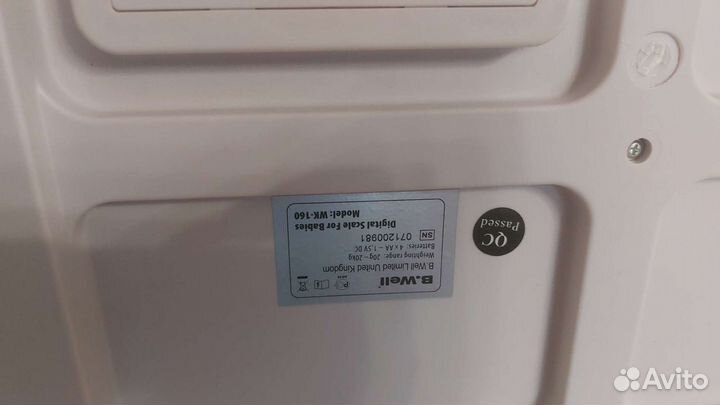 B.Well
B.Well Limited United Kingdom
Weighting range: 20g – 20kg
Batteries: 4 x AA – 1,5V DC
SN 071200981
Digital Scale For Babies
Model: WK-160
QC
Passed
Avito